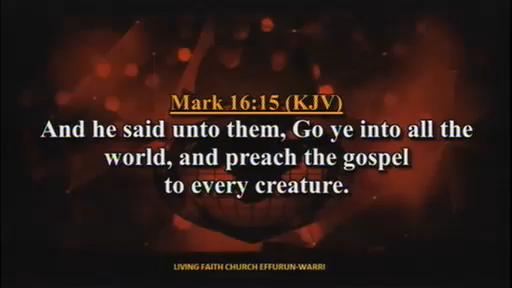 Mark 16:15 (KJV)
And he said unto them, Go ye into all the
world, and preach the gospel
to every creature.
LIVING FAITH CHURCH EFFURUN-WARRI